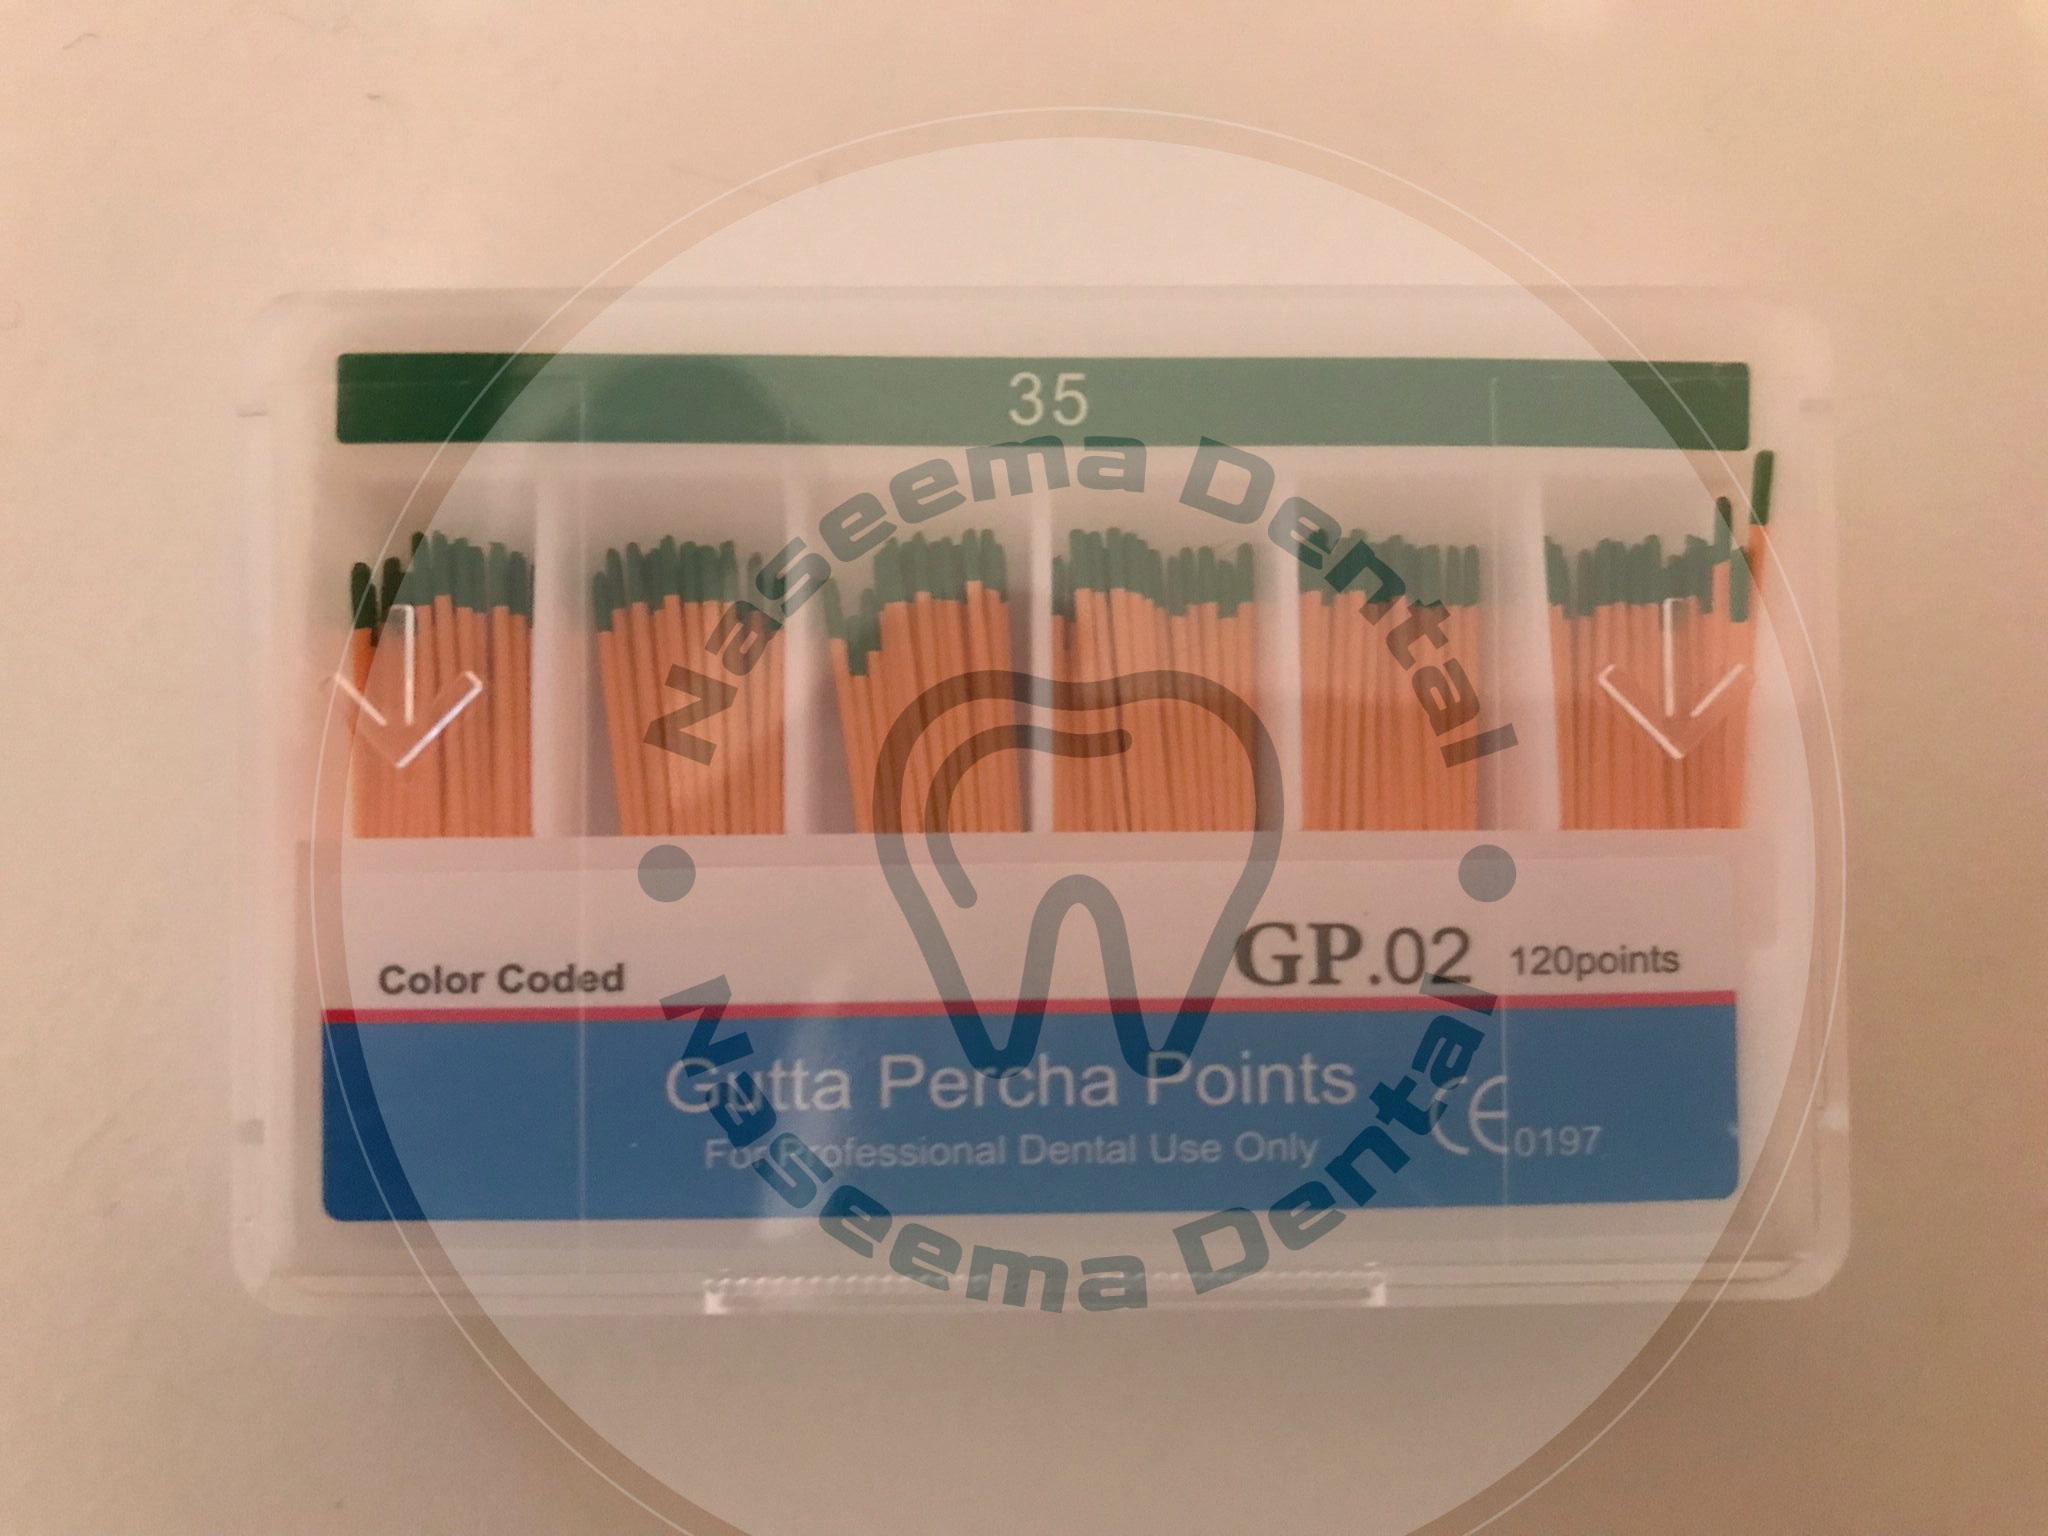 35
Naseema Dental
Color Coded
GP.02 120points
Gutta Percha Points
For Professional Dental Use Only
CE 0197
Naseema Dental